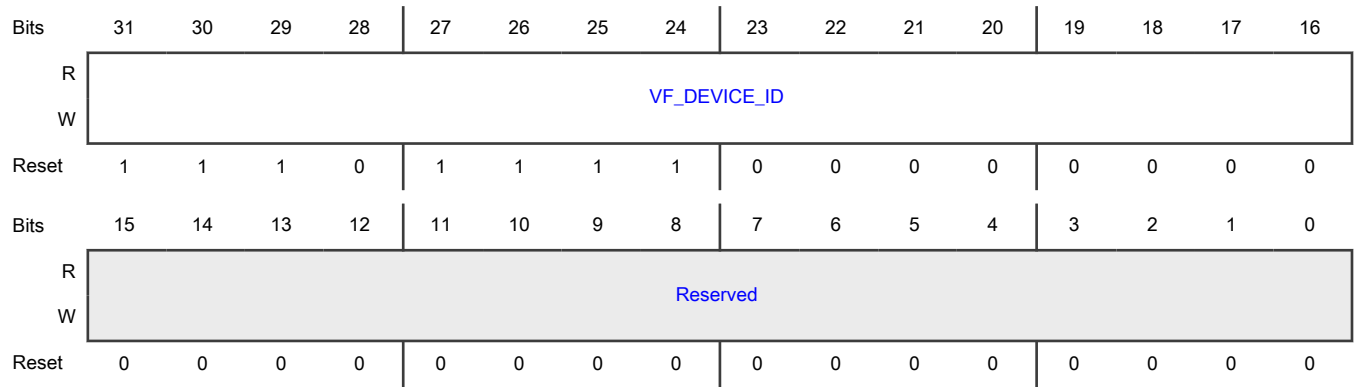 Bits 31 30 29 28 27 26 25 24 23 22 21 20 19 18 17 16
R
VF_DEVICE_ID
W
Reset 1 1 1 0 1 1 1 1 0 0 0 0 0 0 0 0
Bits 15 14 13 12 11 10 9 8 7 6 5 4 3 2 1 0
R
Reserved
W
Reset 0 0 0 0 0 0 0 0 0 0 0 0 0 0 0 0